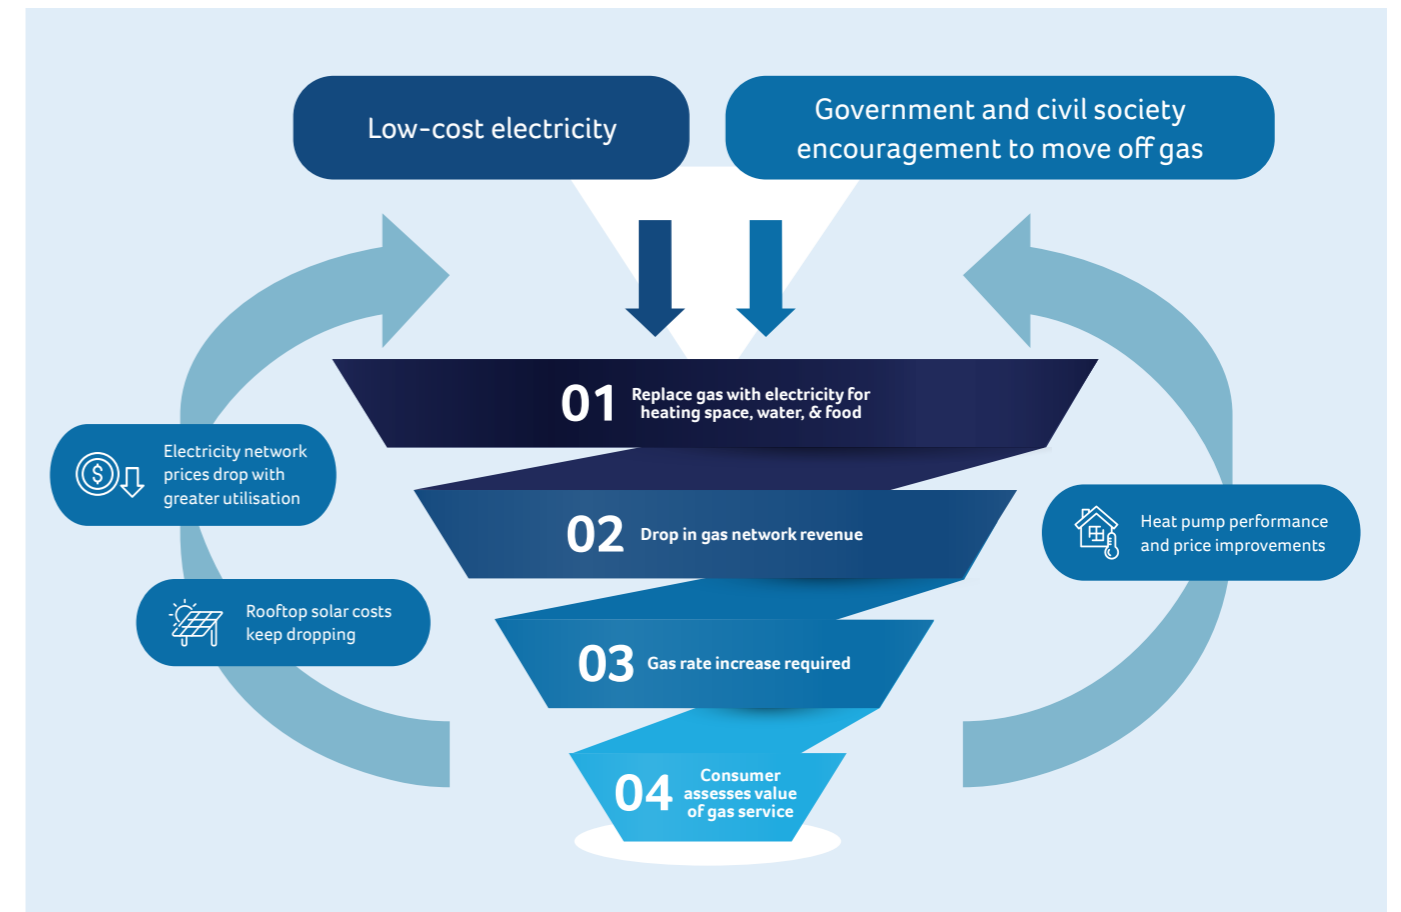 Low-cost electricity
Government and civil society
encouragement to move off gas
01
Replace gas with electricity for
heating space, water, & food
Electricity network
prices drop with
greater utilisation
$
02
Drop in gas network revenue
Heat pump performance
and price improvements
Rooftop solar costs
keep dropping
03
Gas rate increase required
04
Consumer
assesses value
of gas service